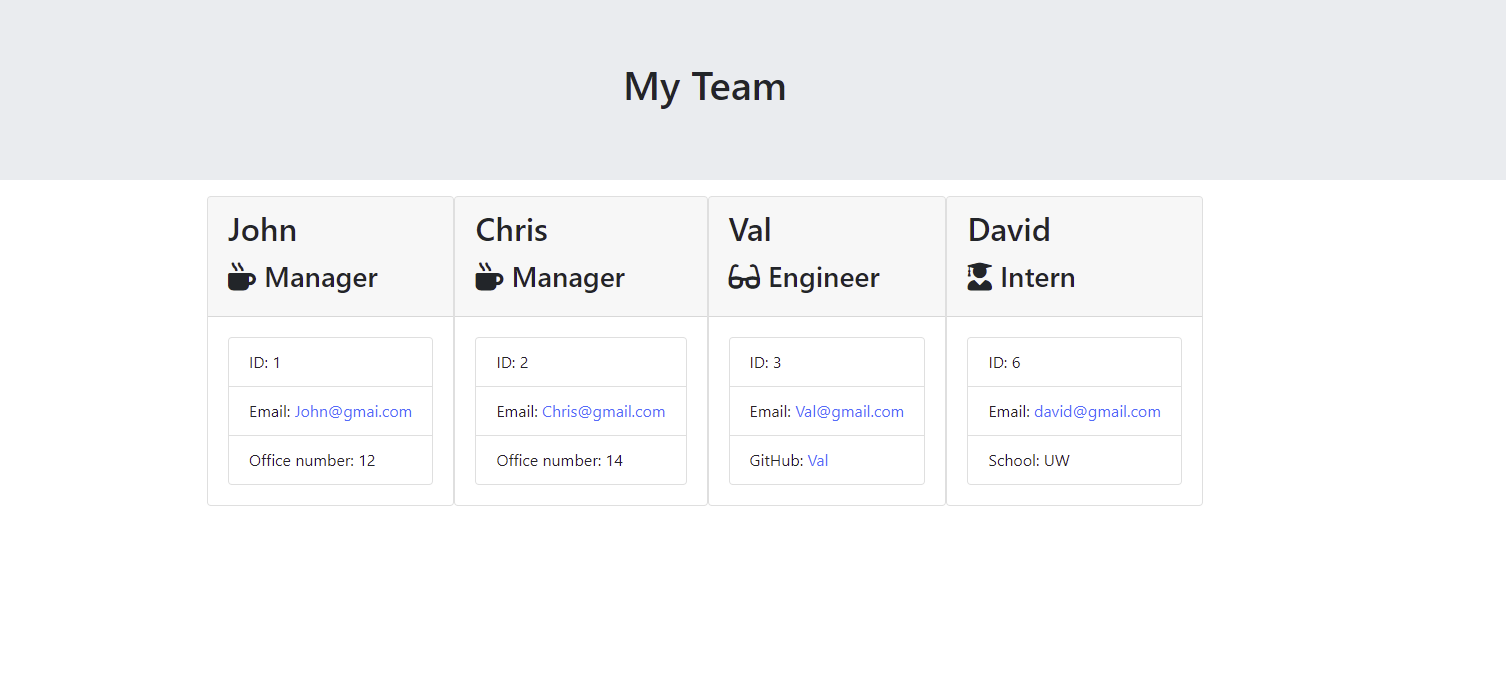 My Team
John
Manager
ID: 1
Email: John@gmai.com
Office number: 12
Chris
Manager
ID: 2
Email: Chris@gmail.com
Office number: 14
Val
Engineer
ID: 3
Email: Val@gmail.com
GitHub: Val
David
Intern
ID: 6
Email: david@gmail.com
School: UW